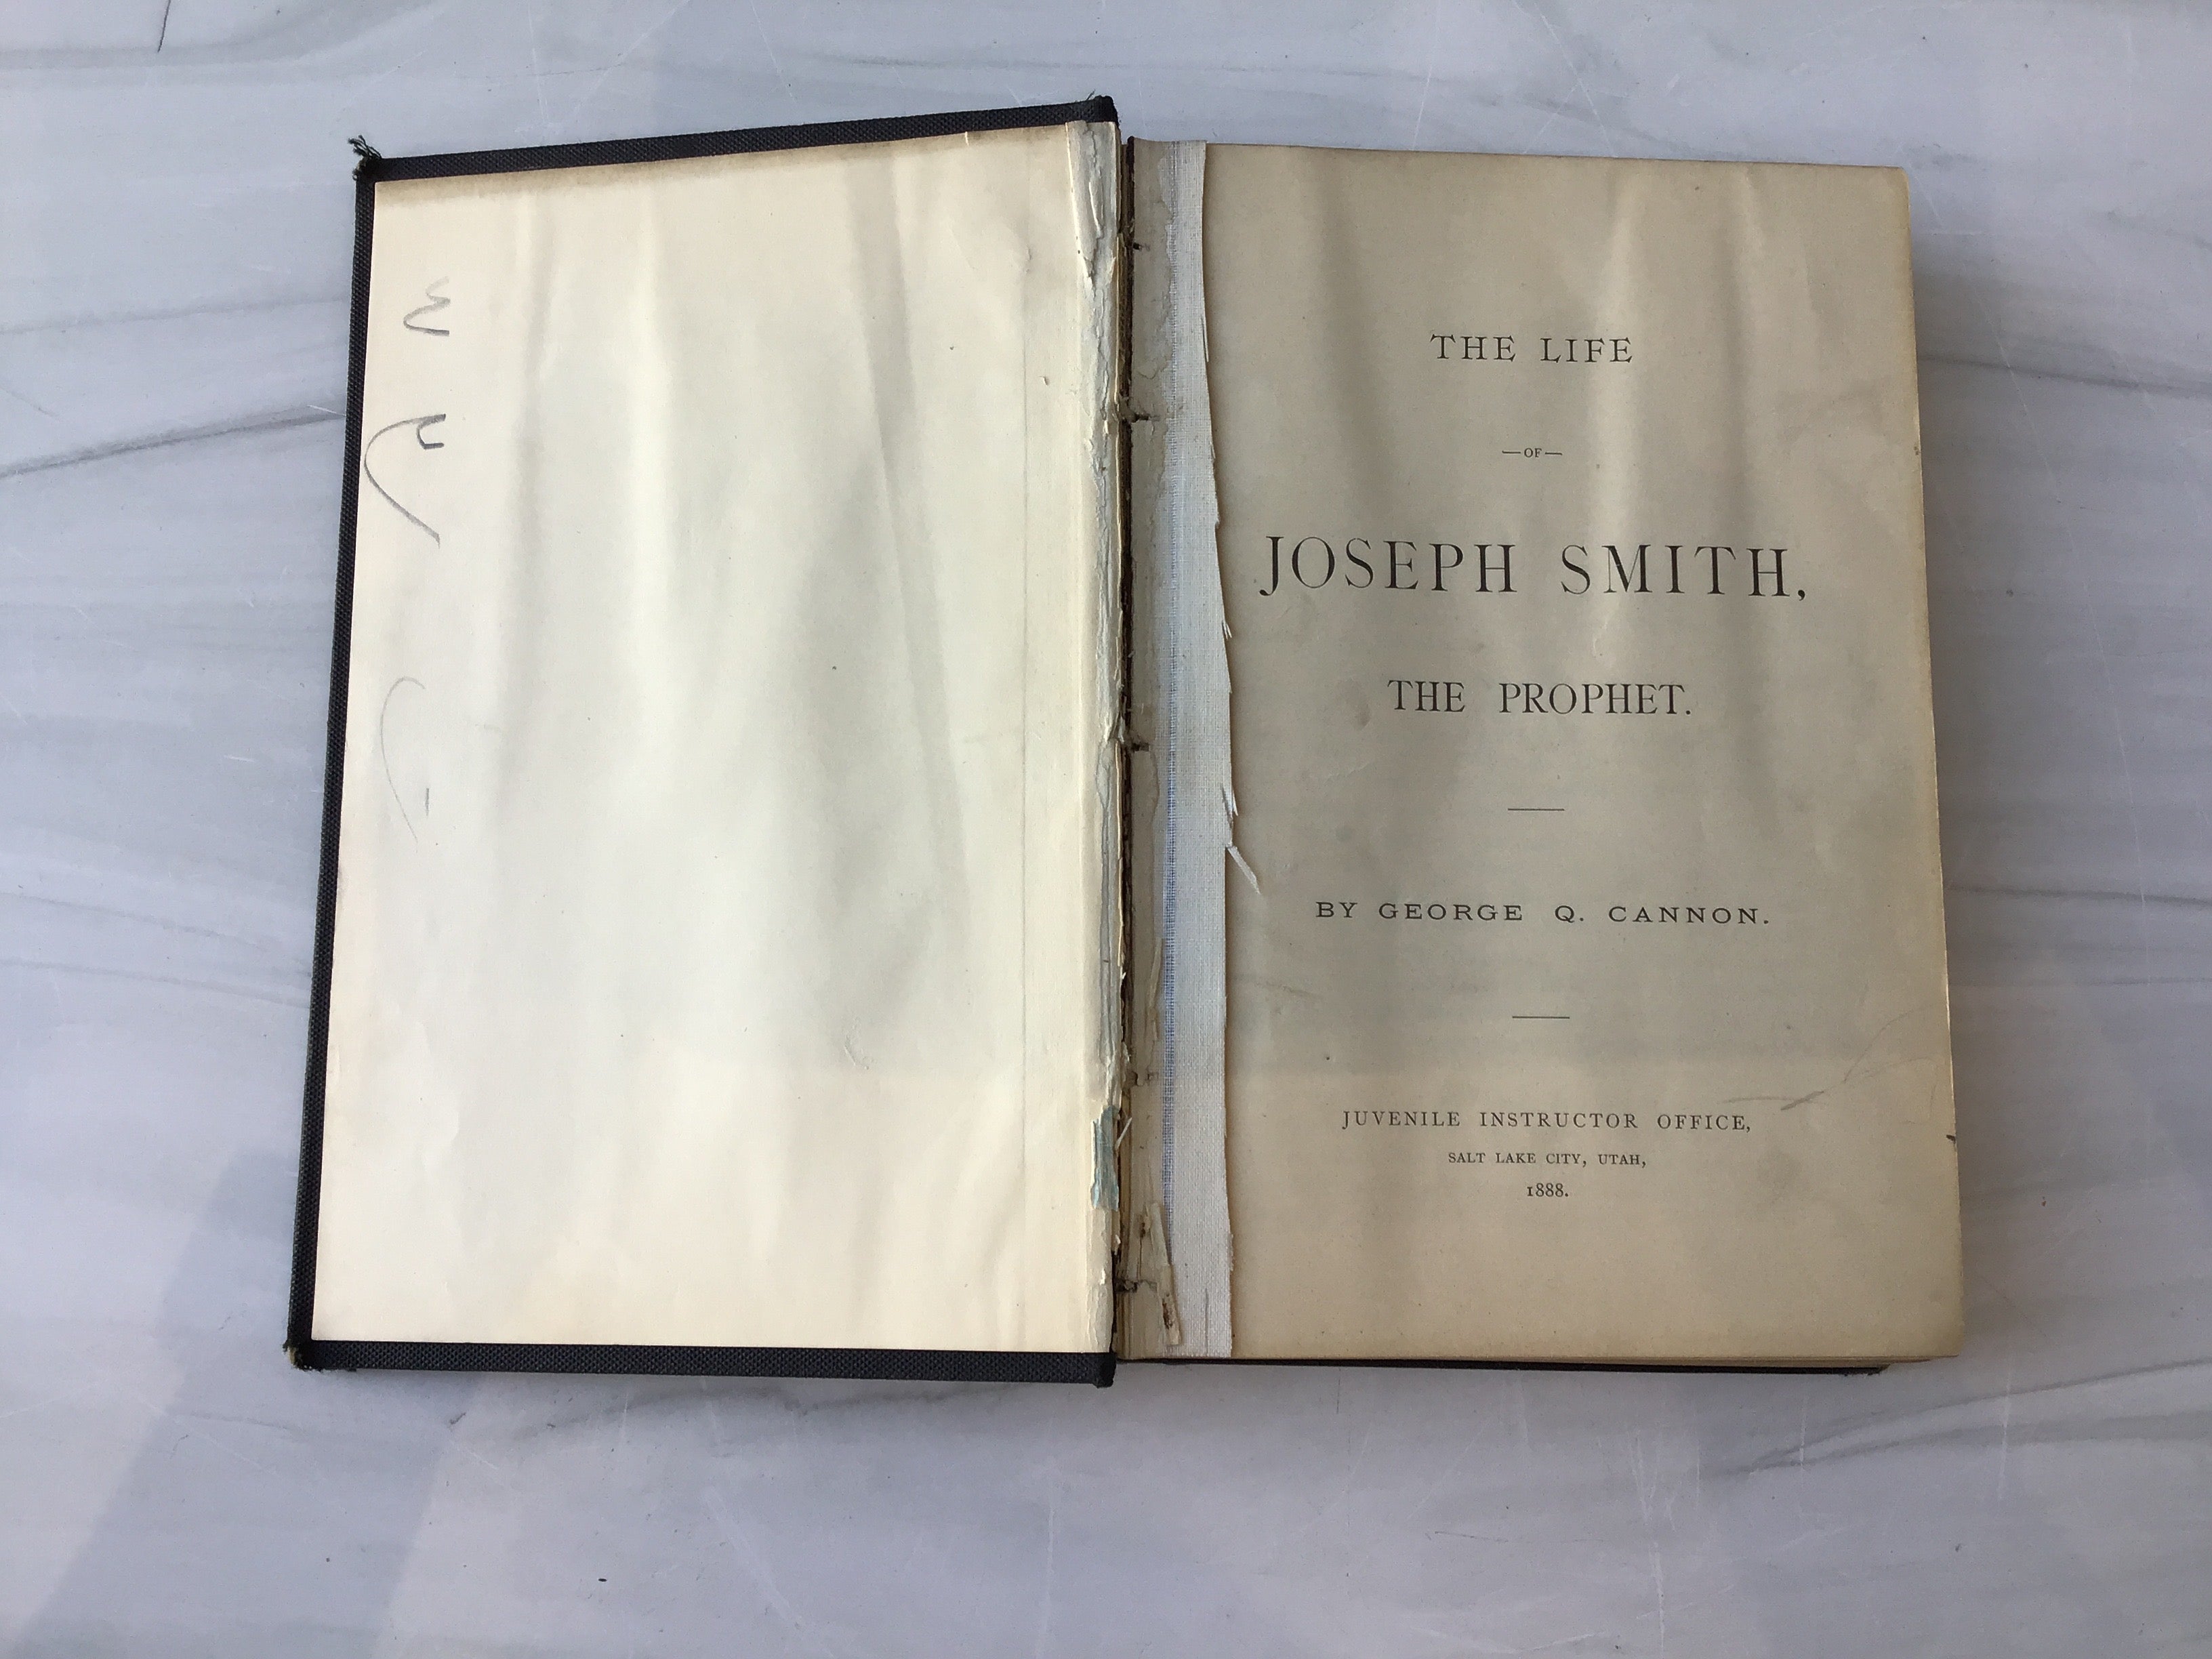 THE LIFE
—OF—
JOSEPH SMITH,
THE PROPHET.
BY GEORGE Q. CANNON.
JUVENILE INSTRUCTOR OFFICE,
SALT LAKE CITY, UTAH,
1888.